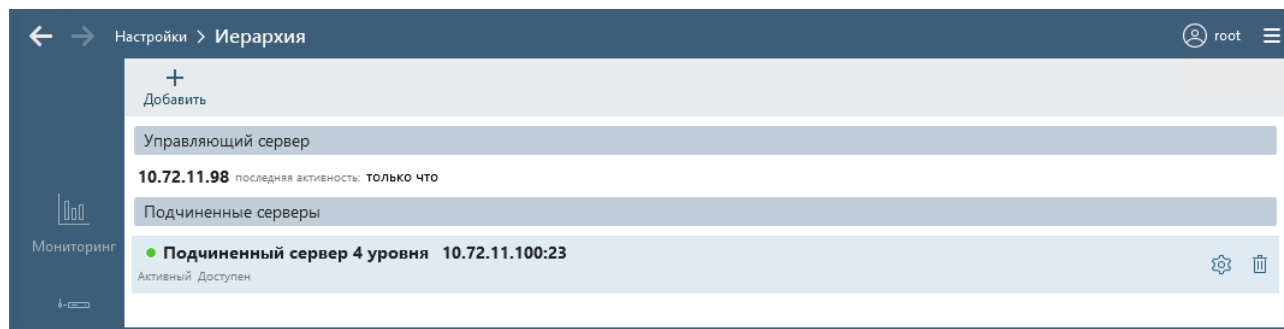 Настройки > Иерархия
root
Добавить
Управляющий сервер
10.72.11.98 последняя активность: только что
Подчиненные серверы
Мониторинг
Подчиненный сервер 4 уровня 10.72.11.100:23
Активный Доступен